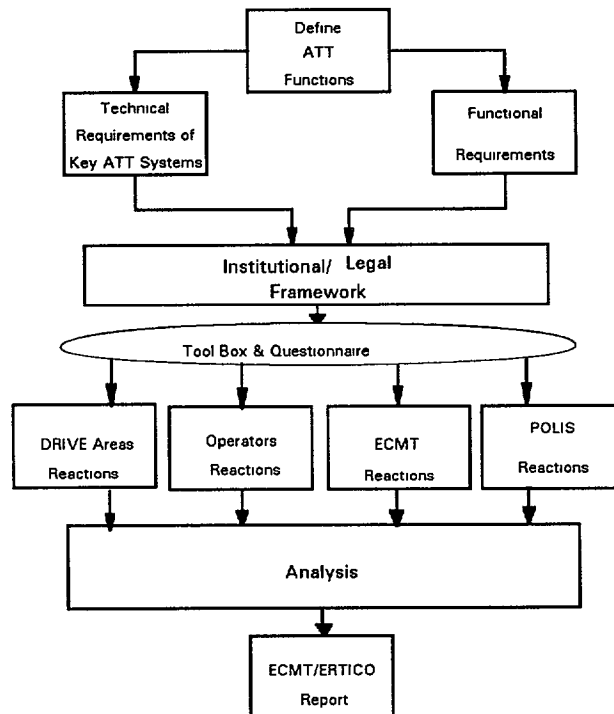 Define
ATT
Functions
Technical
Requirements of
Key ATT Systems
Functional
Requirements
Institutional/ Legal
Framework
Tool Box & Questionnaire
DRIVE Areas
Reactions
Operators
Reactions
ECMT
Reactions
POLIS
Reactions
Analysis
ECMT/ERTICO
Report